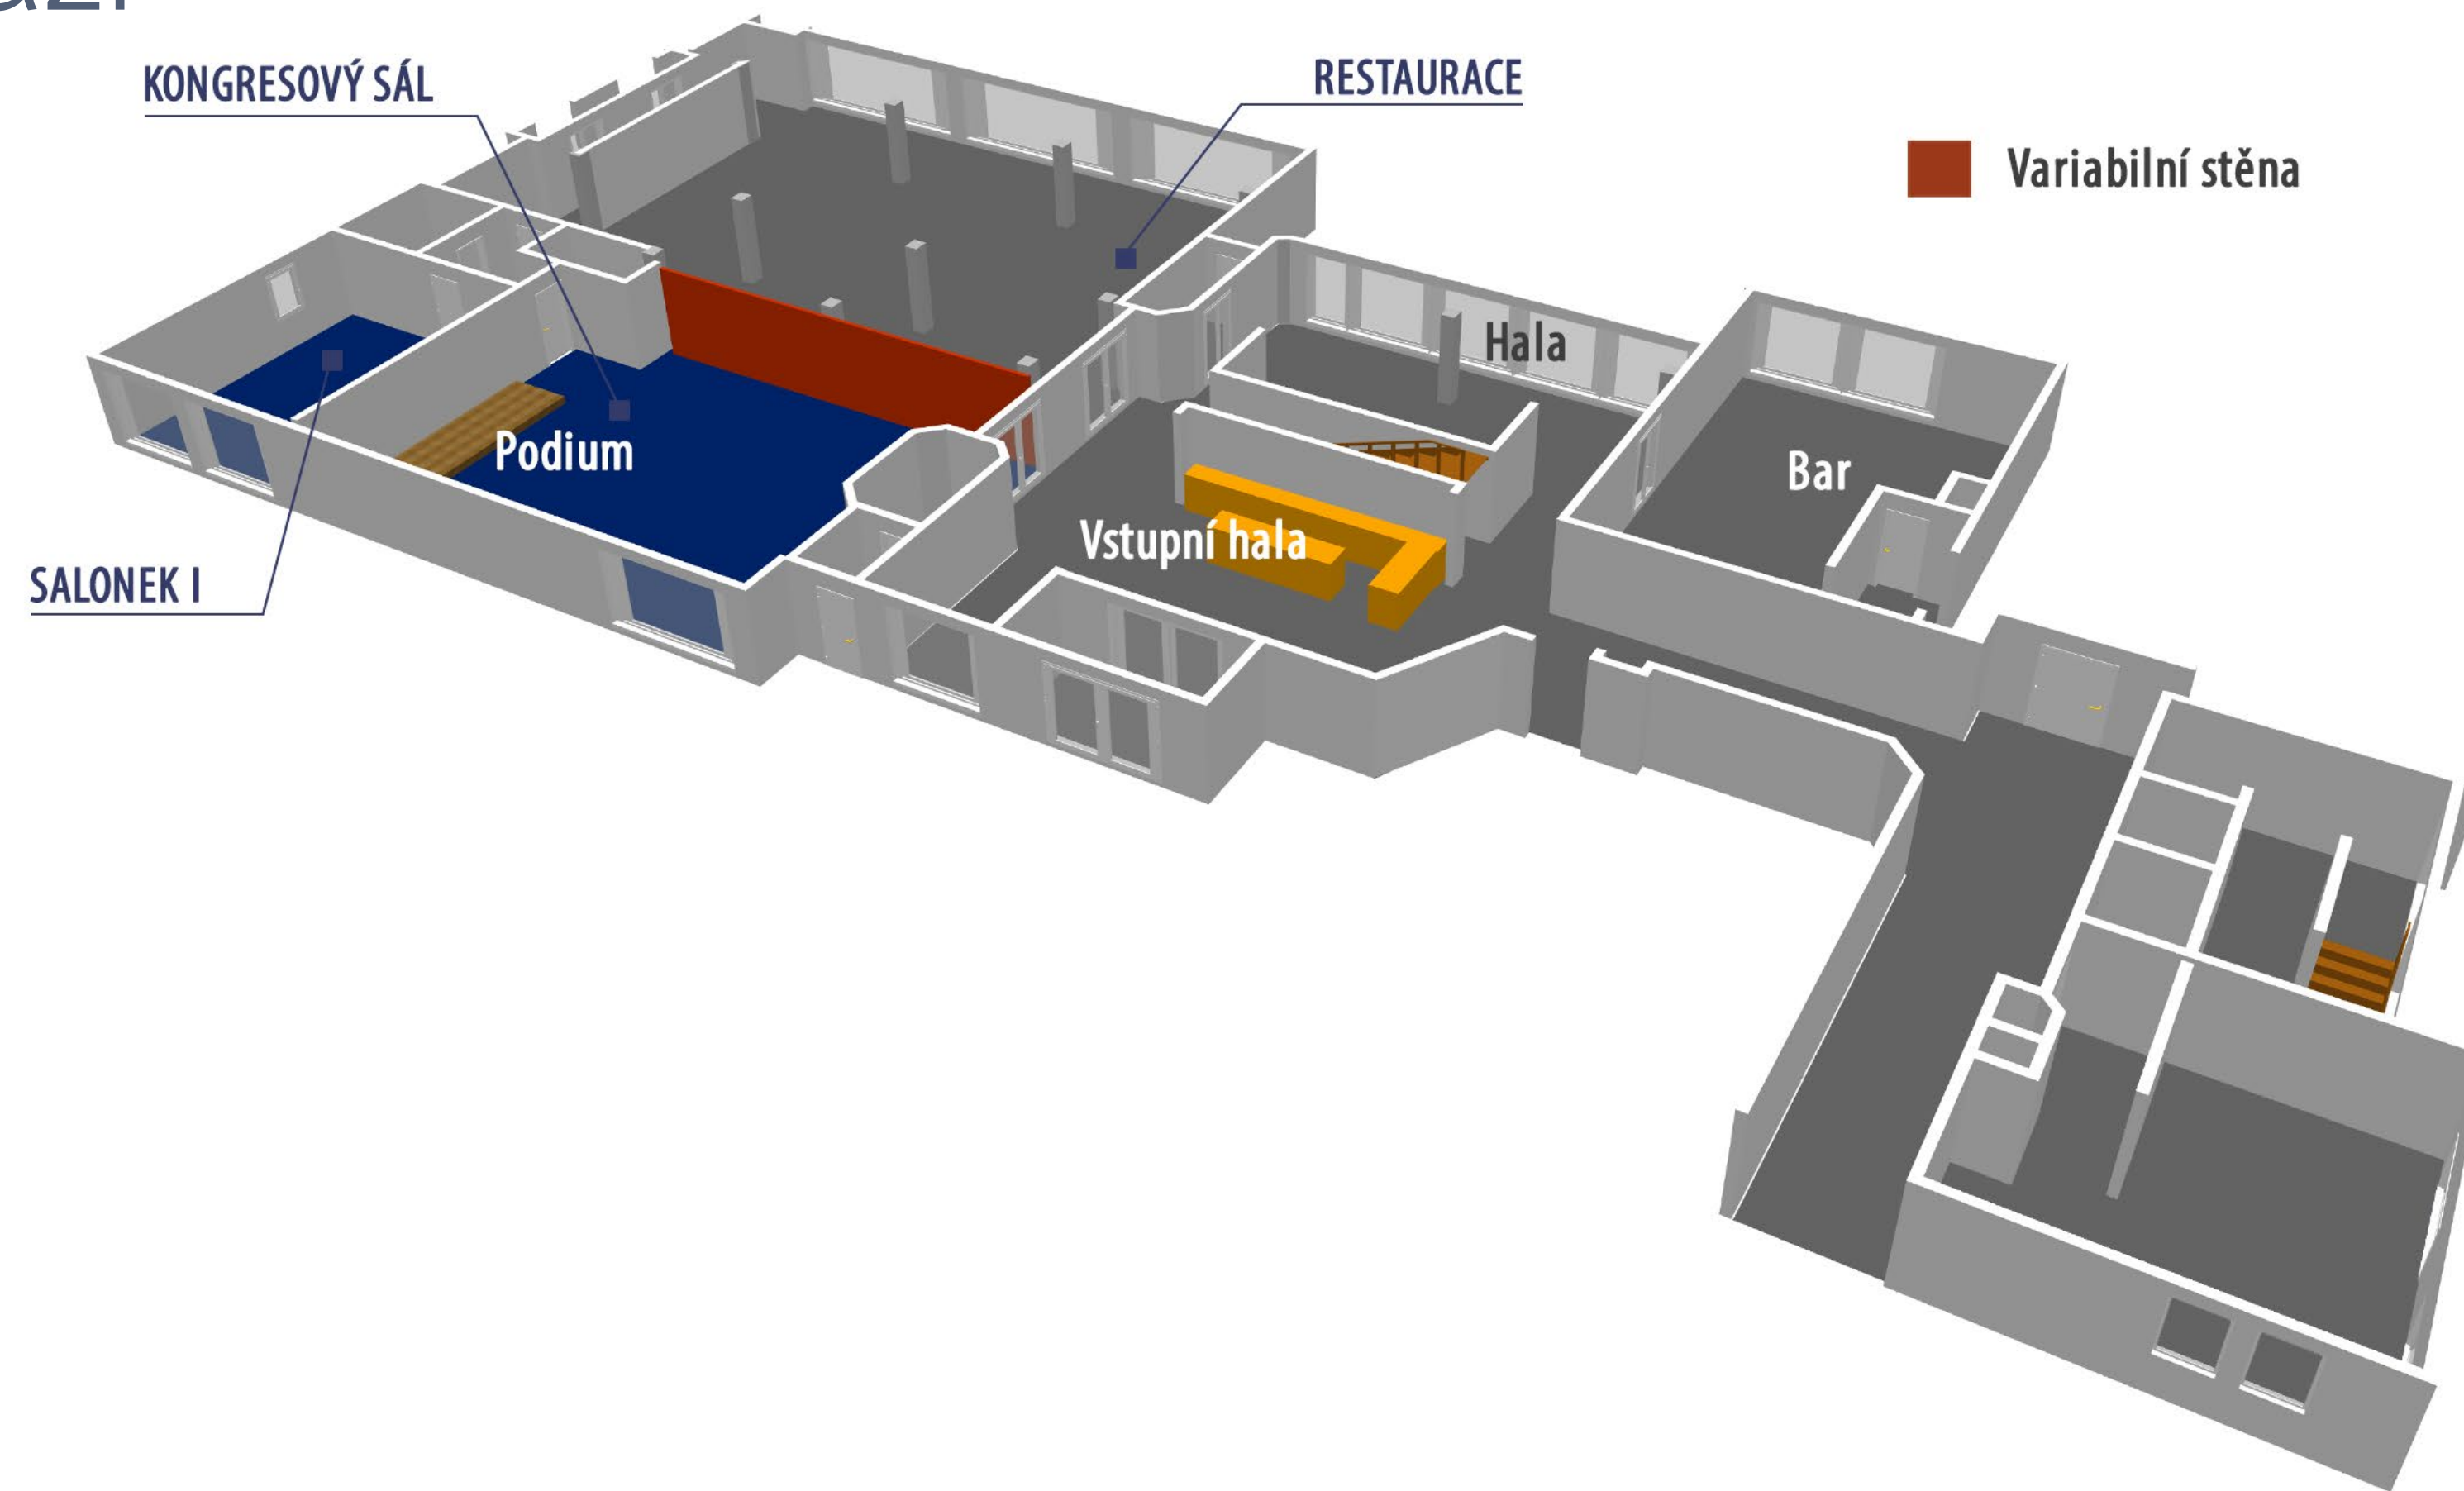 KONGRESOVÝ SÁL
RESTAURACE
Variabilní stěna
Hala
Podium
Bar
Vstupní hala
SALONEK I